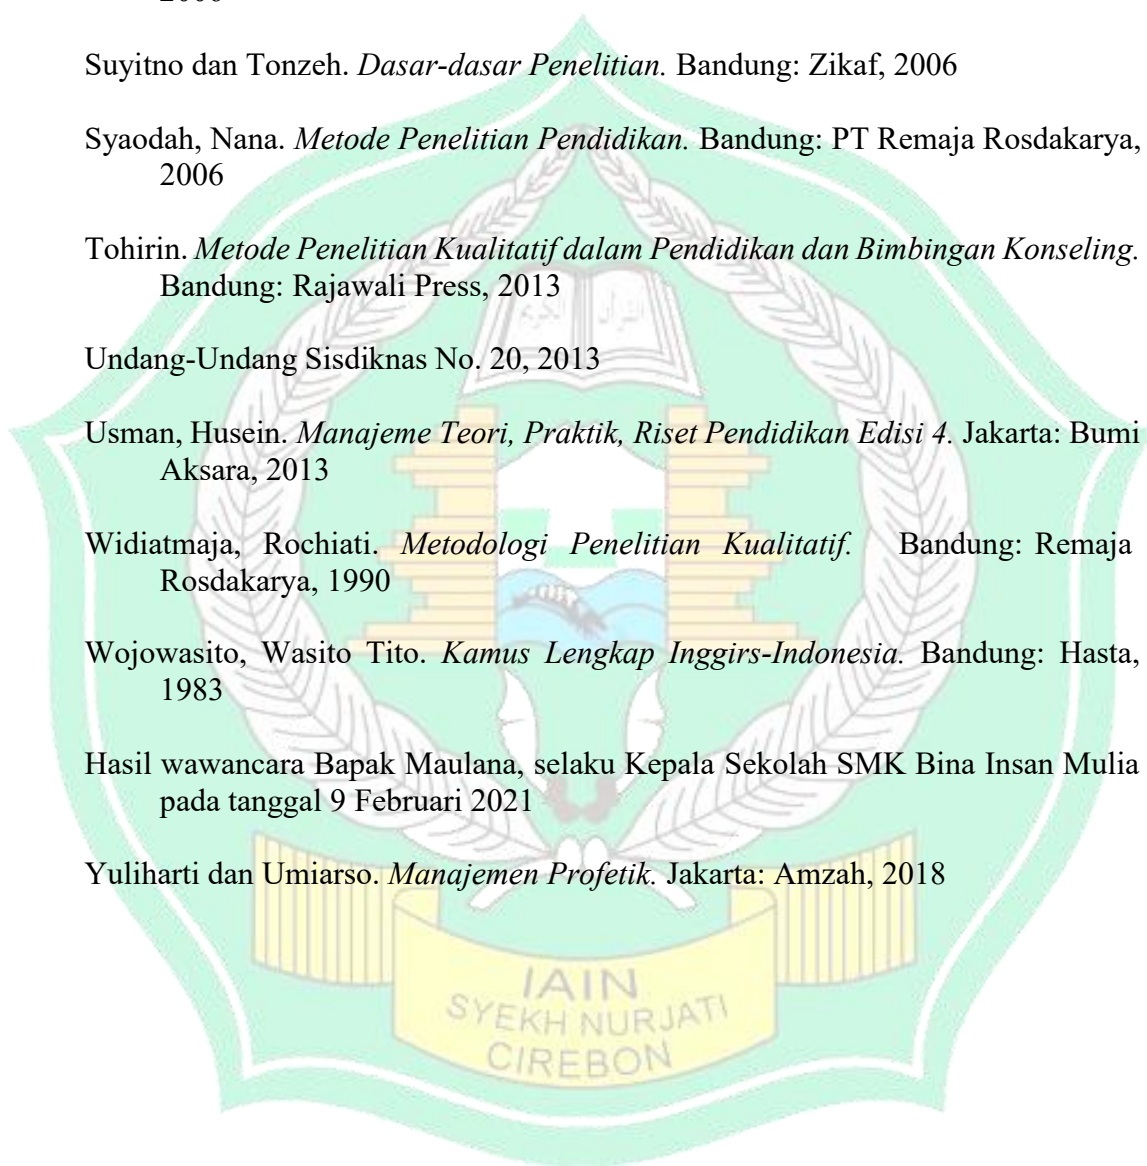 Suyitno dan Tonzeh. Dasar-dasar Penelitian. Bandung: Zikaf, 2006
Syaodah, Nana. Metode Penelitian Pendidikan. Bandung: PT Remaja Rosdakarya,
2006
Tohirin. Metode Penelitian Kualitatif dalam Pendidikan dan Bimbingan Konseling.
Bandung: Rajawali Press, 2013
Undang-Undang Sisdiknas No. 20, 2013
Usman, Husein. Manajeme Teori, Praktik, Riset Pendidikan Edisi 4. Jakarta: Bumi
Aksara, 2013
Widiatmaja, Rochiati. Metodologi Penelitian Kualitatif. Bandung: Remaja
Rosdakarya, 1990
Wojowasito, Wasito Tito. Kamus Lengkap Inggirs-Indonesia. Bandung: Hasta,
1983
Hasil wawancara Bapak Maulana, selaku Kepala Sekolah SMK Bina Insan Mulia
pada tanggal 9 Februari 2021
Yuliharti dan Umiarso. Manajemen Profetik. Jakarta: Amzah, 2018
IAIN
SYEKH NURJATI
CIREBON